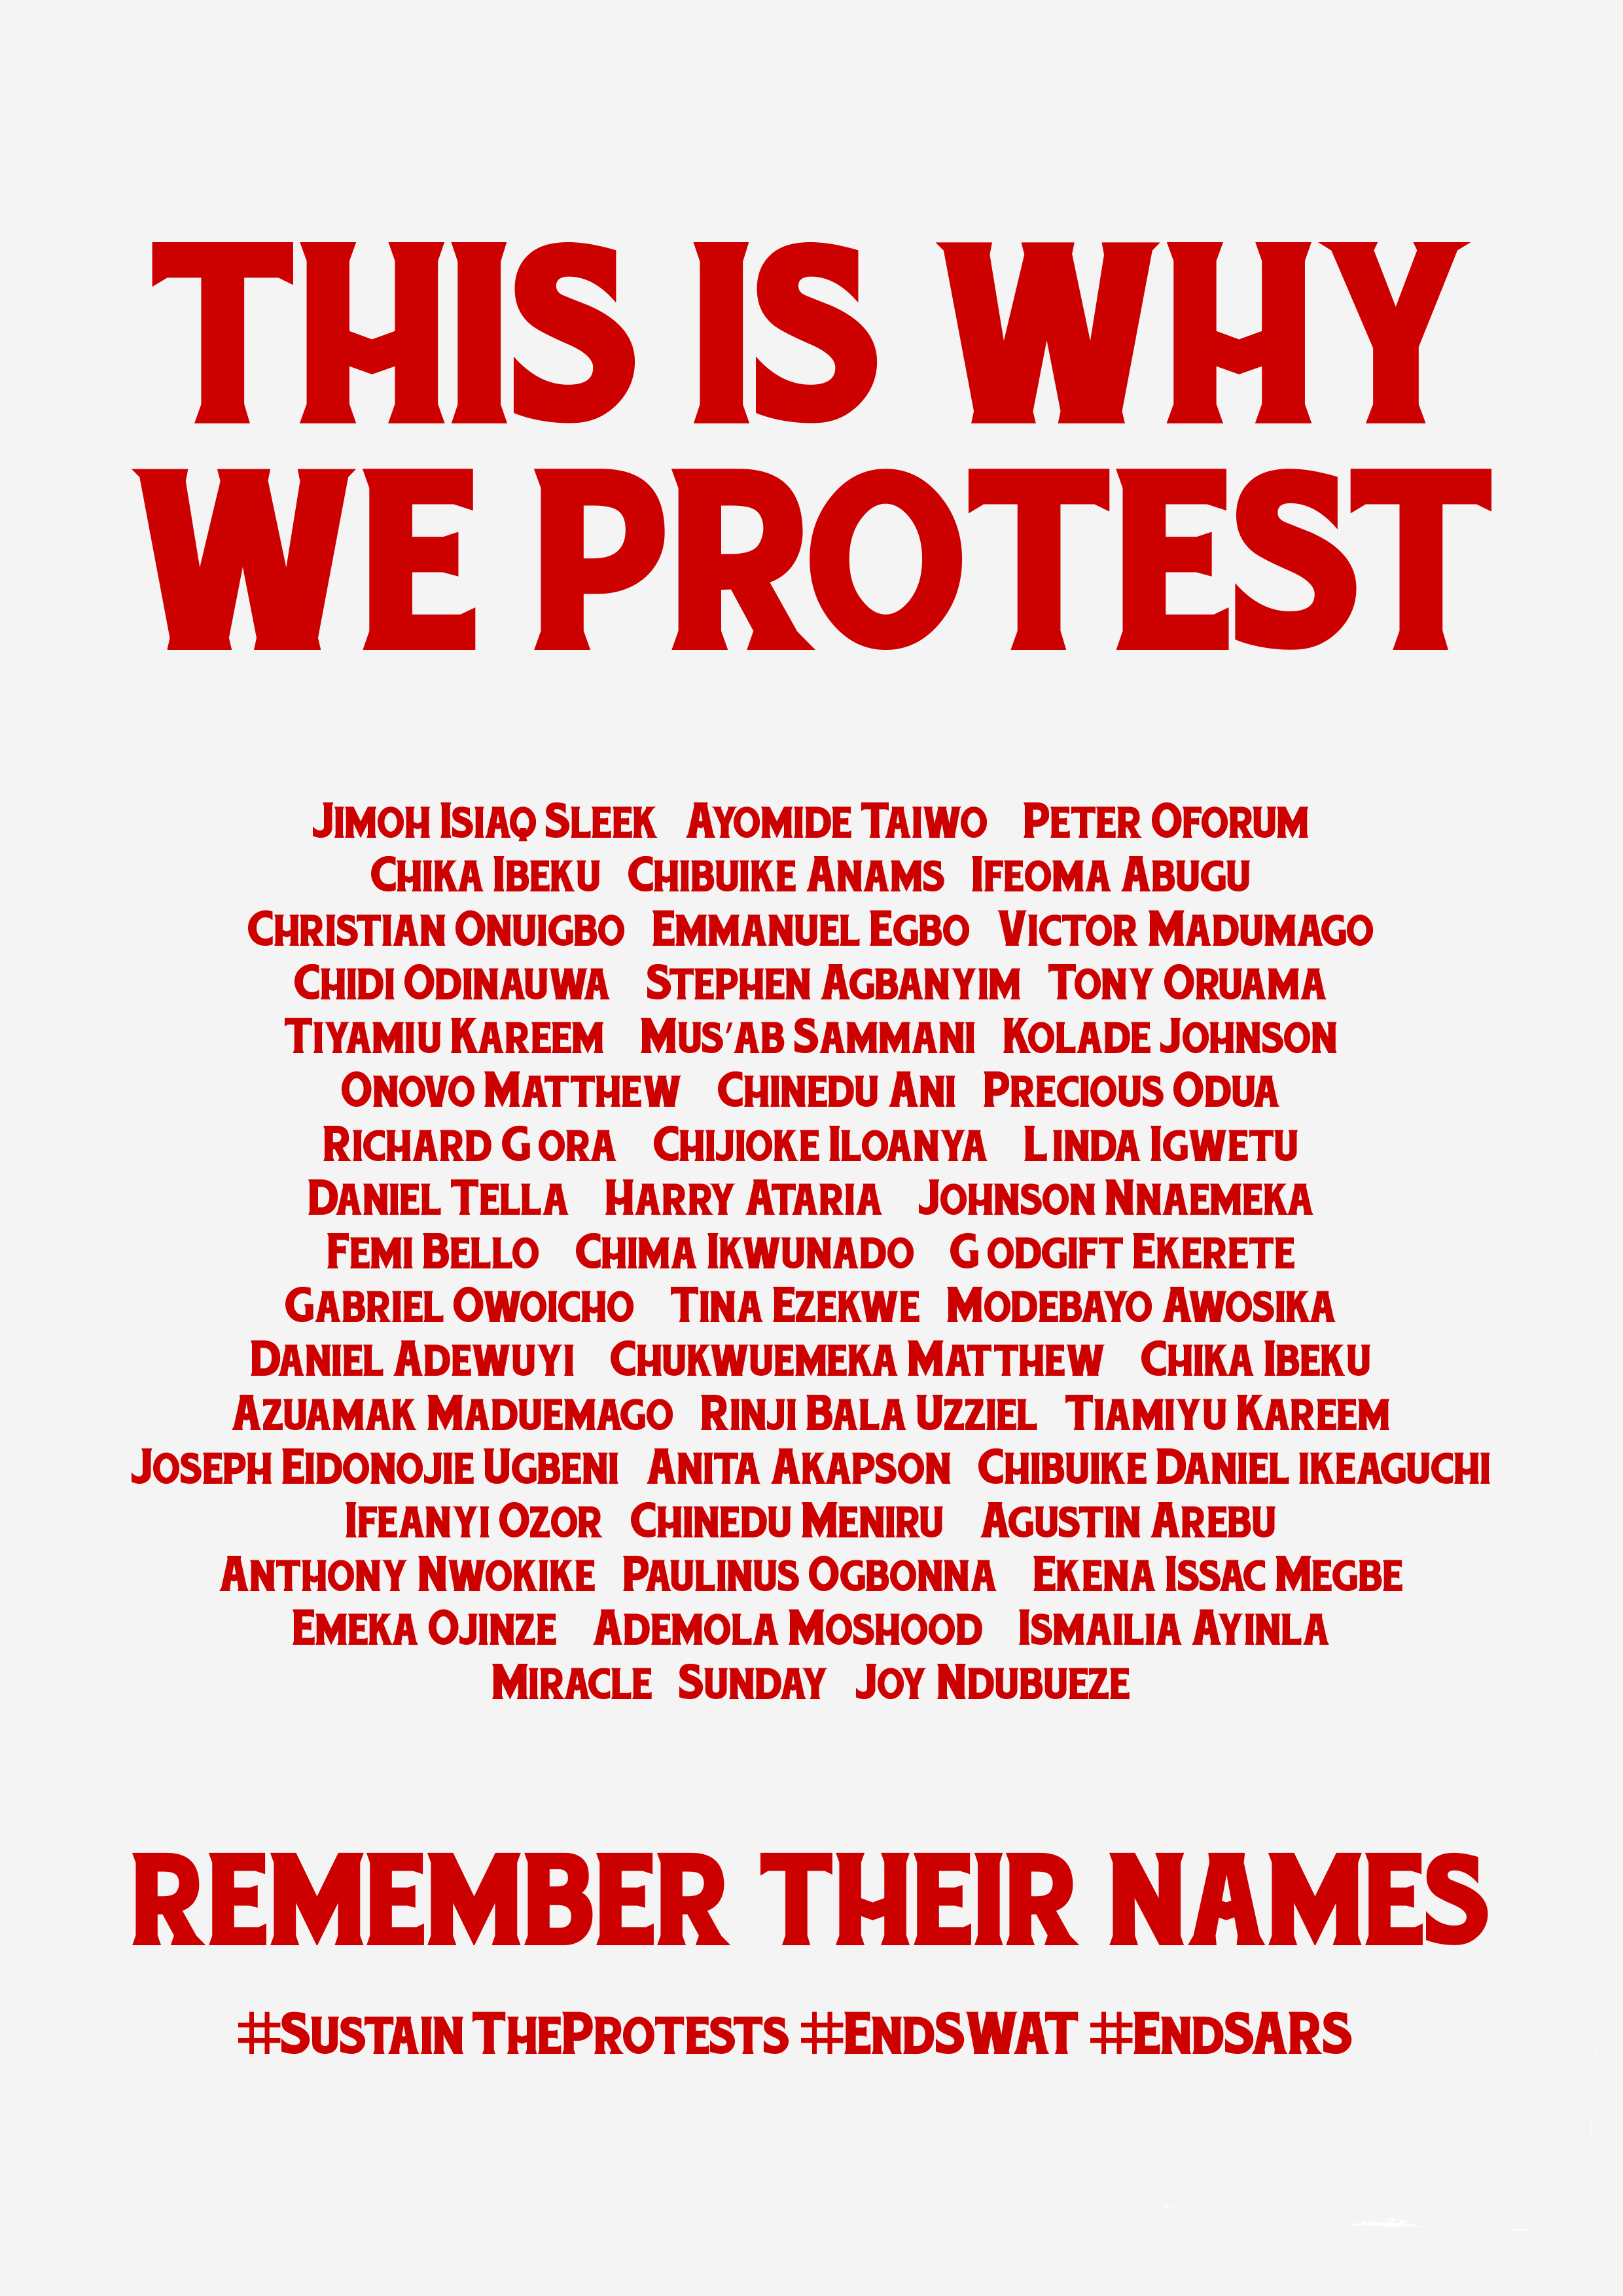 THIS IS WHY
WE PROTEST
Jimoh Isiaq Sleek Ayomide Taiwo Peter Oforum
Chika Ibeku Chibuike Anams Ifeoma Abugu
Christian Onuigbo Emmanuel Egbo Victor Madumago
Chidi Odinauwa Stephen Agbanyim Tony Oruama
Tiyamiu Kareem Mus'ab Sammani Kolade Johnson
Onovo Matthew Chinedu Ani Precious Odua
Richard Gora Chijioke Iloanya Linda Igwetu
Daniel Tella Harry Ataria Johnson Nnaemeka
Femi Bello Chima Ikwunado Godgift Ekerete
Gabriel Owoicho Tina Ezekwe Modebayo Awosika
Daniel Adewuyi Chukwuemeka Matthew Chika Ibeku
Azuamak Maduemago Rinji Bala Uzziel Tiamiyu Kareem
Joseph Eidonojie Ugbeni Anita Akapson Chibuike Daniel ikeaguchi
Ifeanyi Ozor Chinedu Meniru Agustin Arebu
Anthony Nwokike Paulinus Ogbonna Ekena Issac Megbe
Emeka Ojinze Ademola Moshood Ismailia Ayinla
Miracle Sunday Joy Ndubueze
REMEMBER THEIR NAMES
#SustainTheProtests #EndSWAT #EndSARS